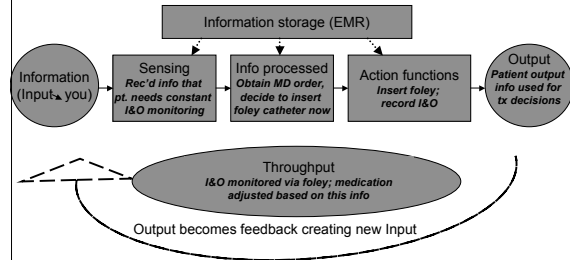 Information storage (EMR)
Information
(Input you)
Sensing
Rec'd info that
pt. needs constant
I&O monitoring
Info processed
Obtain MD order,
decide to insert
foley catheter now
Action functions
Insert foley;
record I&O
Output
Patient output
info used for
tx decisions
Throughput
I&O monitored via foley; medication
adjusted based on this info
Output becomes feedback creating new Input